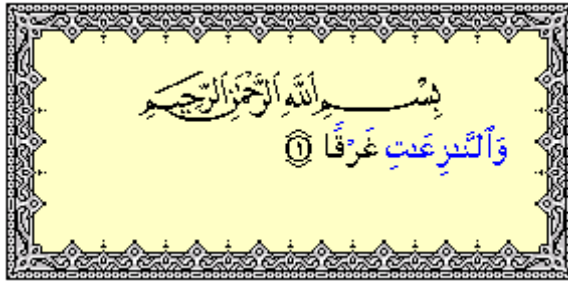 بِسْمِ ٱللَّهِ ٱلرَّحْمَٰنِ ٱلرَّحِيمِ
وَٱلنَّٰزِعَٰتِ غَرْقًا ١